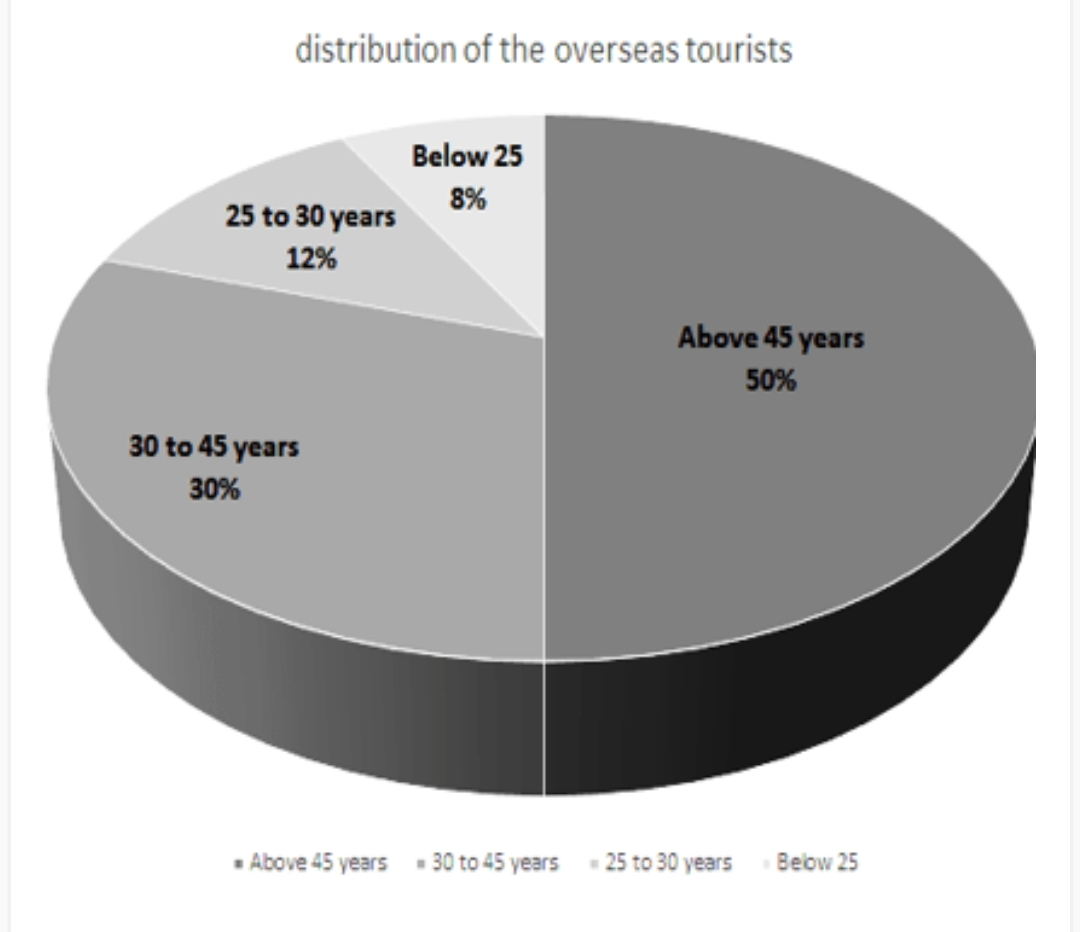 distribution of the overseas tourists
Below 25
8%
25 to 30 years
12%
Above 45 years
50%
30 to 45 years
30%
Above 45 years 30 to 45 years 25 to 30 years Below 25